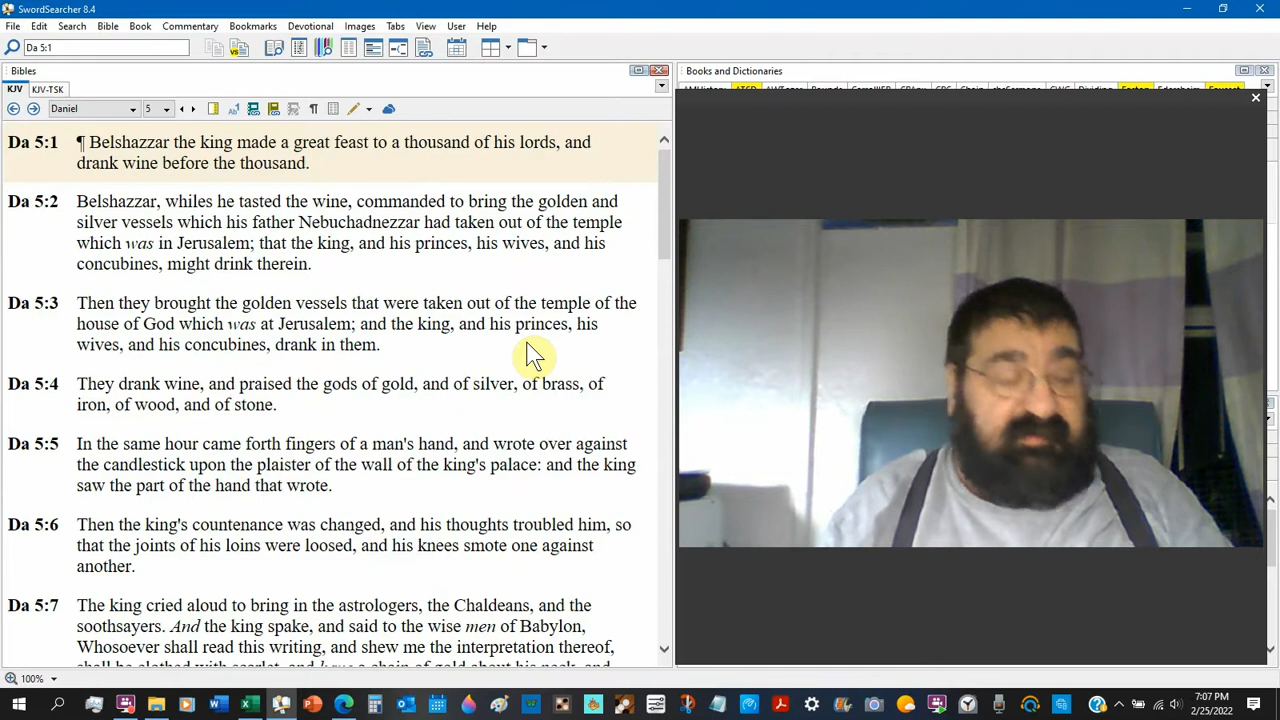 SwordSearcher 8.4
File Edit Search Bible Book Commentary Bookmarks Devotional Images Tabs View User Help
Da 5:1
Bibles
Books and Dictionaries
KJV KJV-TSK
Daniel 5
Da 5:1 ¶ Belshazzar the king made a great feast to a thousand of his lords, and
drank wine before the thousand.
Da 5:2 Belshazzar, whiles he tasted the wine, commanded to bring the golden and
silver vessels which his father Nebuchadnezzar had taken out of the temple
which was in Jerusalem; that the king, and his princes, his wives, and his
concubines, might drink therein.
Da 5:3 Then they brought the golden vessels that were taken out of the temple of the
house of God which was at Jerusalem; and the king, and his princes, his
wives, and his concubines, drank in them.
Da 5:4 They drank wine, and praised the gods of gold, and of silver, of brass, of
iron, of wood, and of stone.
Da 5:5 In the same hour came forth fingers of a man's hand, and wrote over against
the candlestick upon the plaister of the wall of the king's palace: and the king
saw the part of the hand that wrote.
Da 5:6 Then the king's countenance was changed, and his thoughts troubled him, so
that the joints of his loins were loosed, and his knees smote one against
another.
Da 5:7 The king cried aloud to bring in the astrologers, the Chaldeans, and the
soothsayers. And the king spake, and said to the wise men of Babylon,
Whosoever shall read this writing, and shew me the interpretation thereof,
shall be clothed with scarlet, and have a chain of gold about his neck, and
100%
7:07 PM
2/25/2022